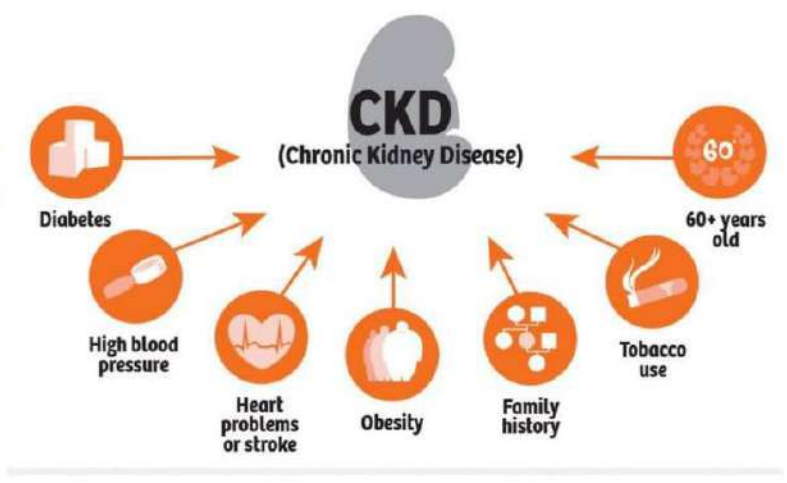 CKD
(Chronic Kidney Disease)
Diabetes
High blood
pressure
Heart
problems
or stroke
Obesity
Family
history
Tobacco
use
60
60+ years
old